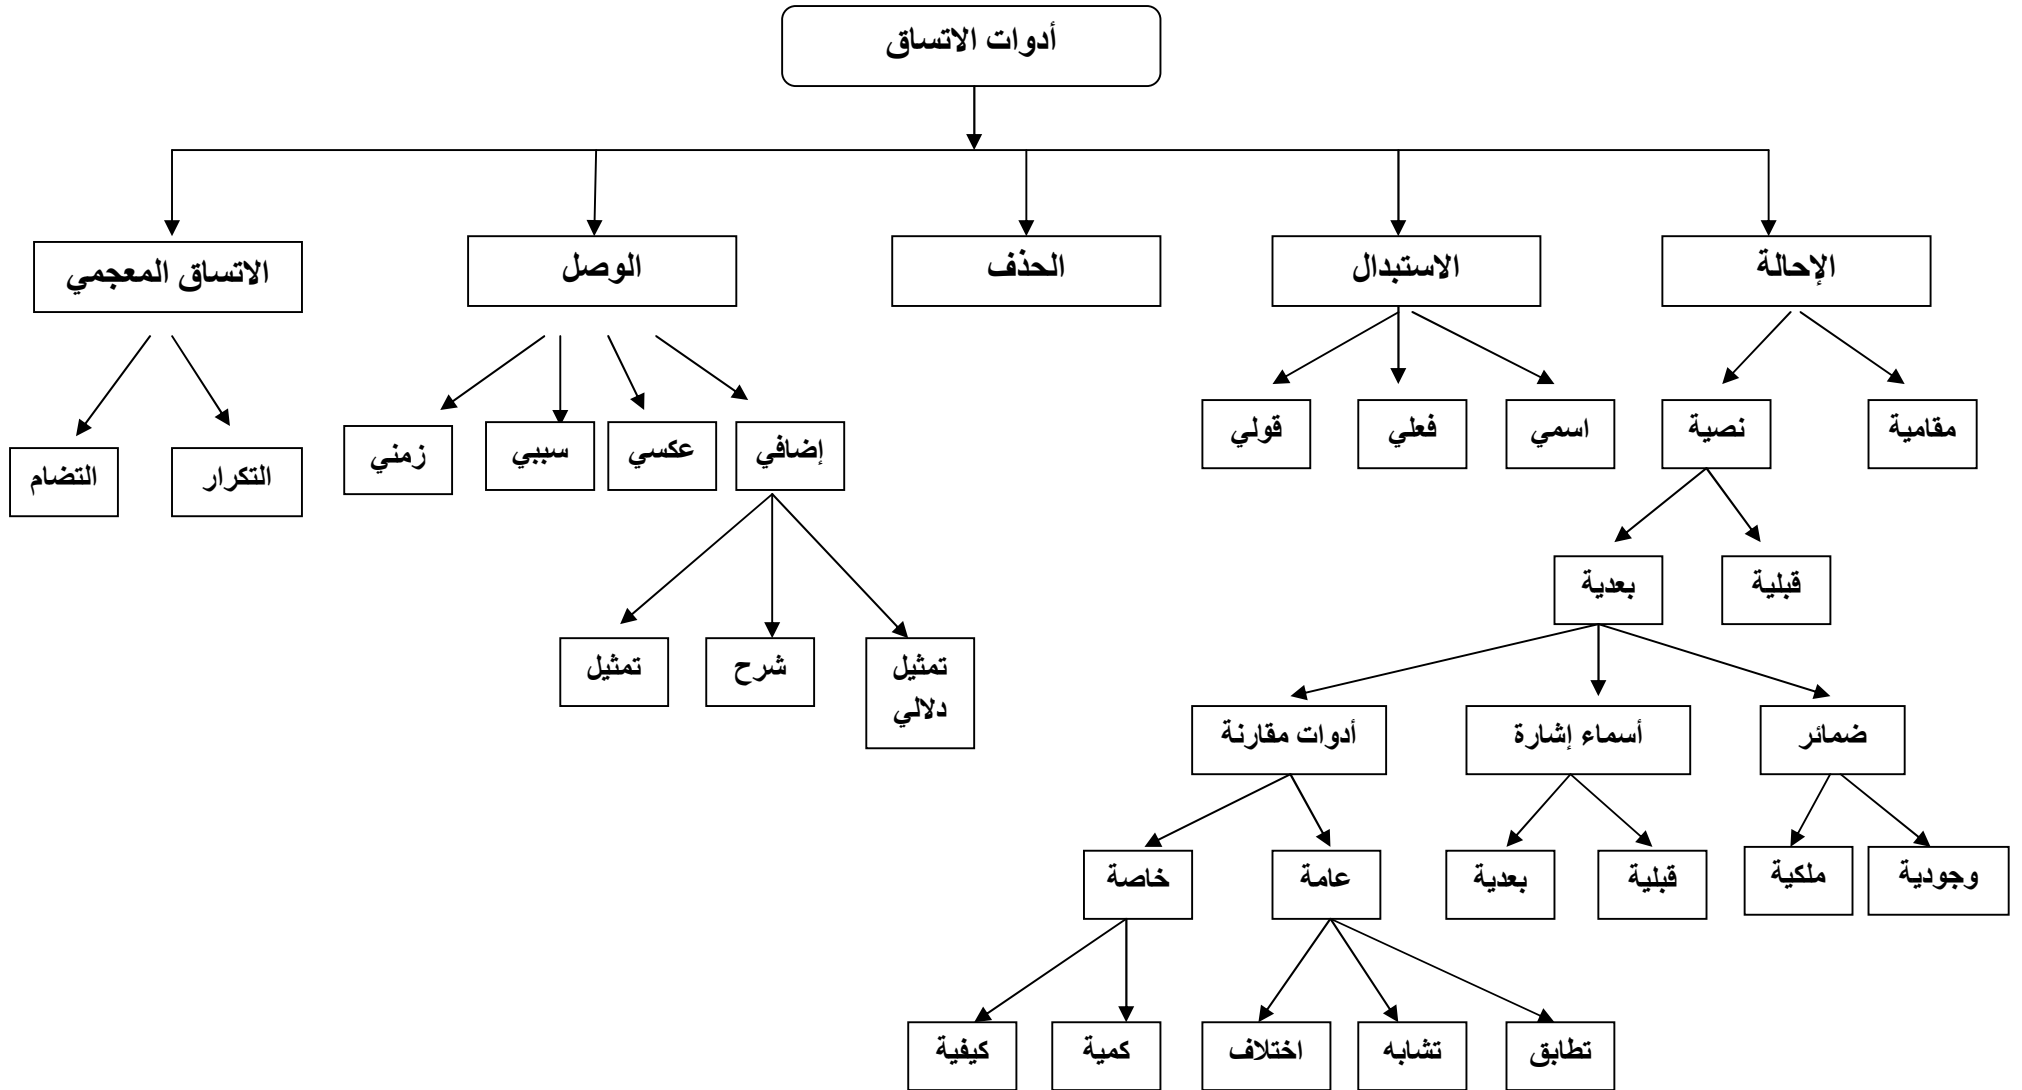 أدوات الاتساق
الإحالة
الاستبدال
الحذف
الوصل
الاتساق المعجمي
مقامية
نصية
اسمي
فعلي
قولي
إضافي
عكسي
سببي
زمني
التكرار
التضام
قبلية
بعدية
تمثيل
دلالي
شرح
تمثيل
ضمائر
أسماء إشارة
أدوات مقارنة
وجودية
ملكية
قبلية
بعدية
عامة
خاصة
تطابق
تشابه
اختلاف
كمية
كيفية